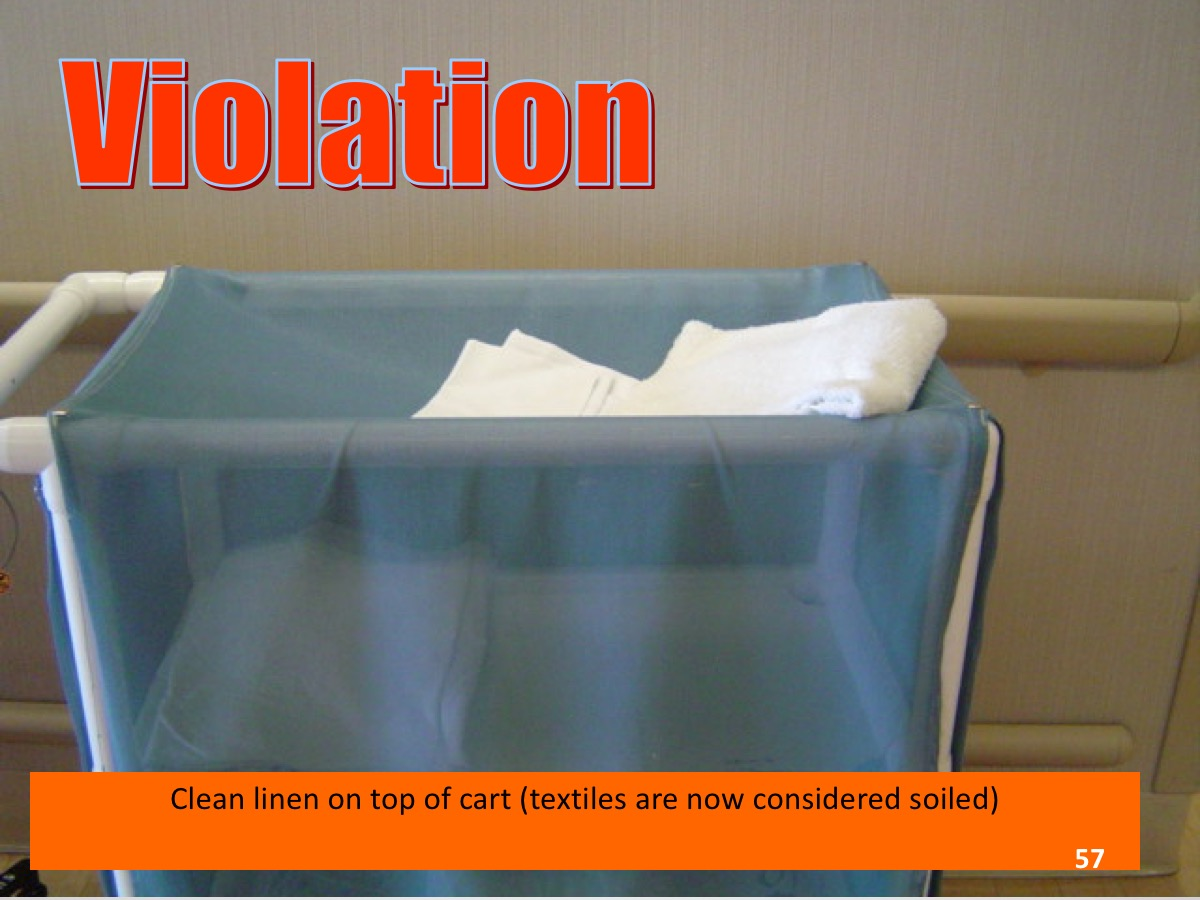 Violation
Clean linen on top of cart (textiles are now considered soiled)
57